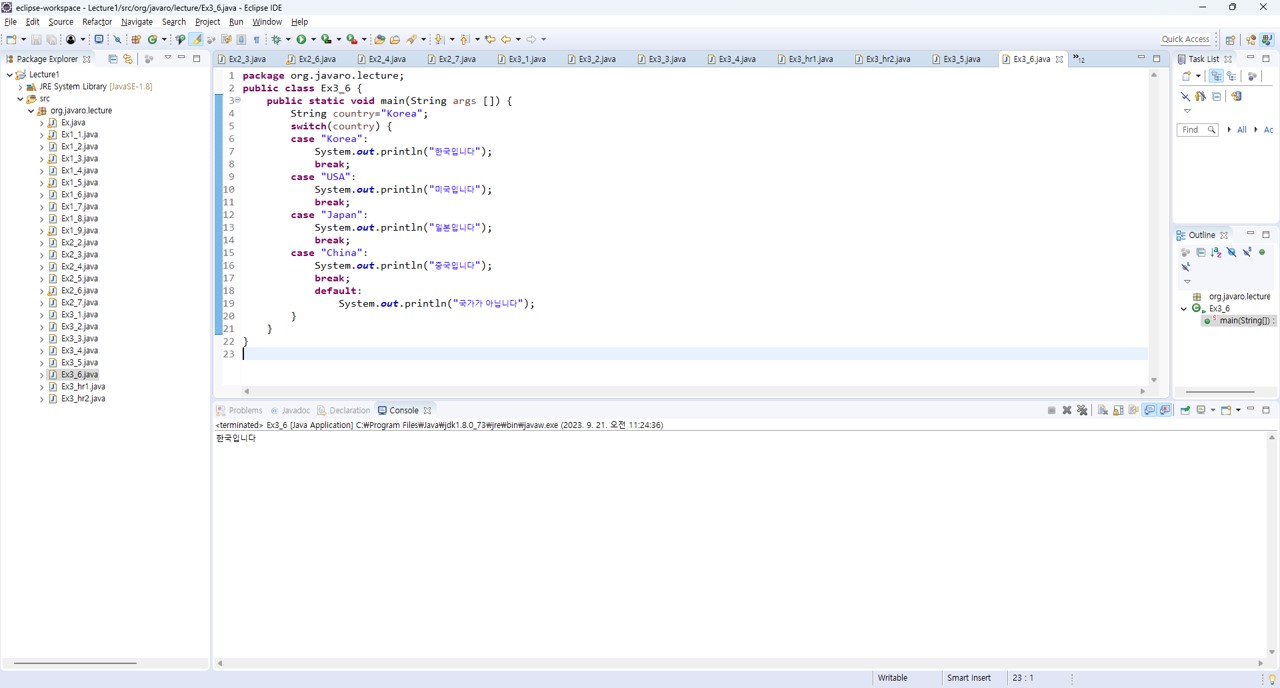 eclipse-workspace - Lecture1/src/org/javaro/lecture/Ex3_6.java - Eclipse IDE
File Edit Source Refactor Navigate Search Project Run Window Help
Quick Access
Package Explorer
Lecture1
JRE System Library [JavaSE-1.8]
src
org.javaro.lecture
Ex.java
Ex1_1.java
Ex1_2.java
Ex1_3.java
Ex1_4.java
Ex1_5.java
Ex1_6.java
Ex1_7.java
Ex1_8.java
Ex1_9.java
Ex2_2.java
Ex2_3.java
Ex2_4.java
Ex2_5.java
Ex2_6.java
Ex2_7.java
Ex3_1.java
Ex3_2.java
Ex3_3.java
Ex3_4.java
Ex3_5.java
Ex3_6.java
Ex3_hr1.java
Ex3_hr2.java
Ex2_3.java Ex2_6.java Ex2_4.java Ex2_7.java Ex3_1.java Ex3_2.java Ex3_3.java Ex3_4.java Ex3_hr1.java Ex3_hr2.java Ex3_5.java Ex3_6.java »12
1 package org.javaro.lecture;
2 public class Ex3_6 {
3 public static void main(String args []) {
4 String country="Korea";
5 switch(country) {
6 case "Korea":
7 System.out.println("한국입니다");
8 break;
9 case "USA":
10 System.out.println("미국입니다");
11 break;
12 case "Japan":
13 System.out.println("일본입니다");
14 break;
15 case "China":
16 System.out.println("중국입니다");
17 break;
18 default:
19 System.out.println("국가가 아닙니다");
20 }
21 }
22 }
23
Task List
Find All Ac
Outline
org.javaro.lecture
Ex3_6
main(String[]) :
Problems Javadoc Declaration Console
<terminated> Ex3_6 [Java Application] C:₩Program Files₩Java₩jdk1.8.0_73₩jre₩bin₩javaw.exe (2023. 9. 21. 오전 11:24:36)
한국입니다
Writable Smart Insert 23 : 1